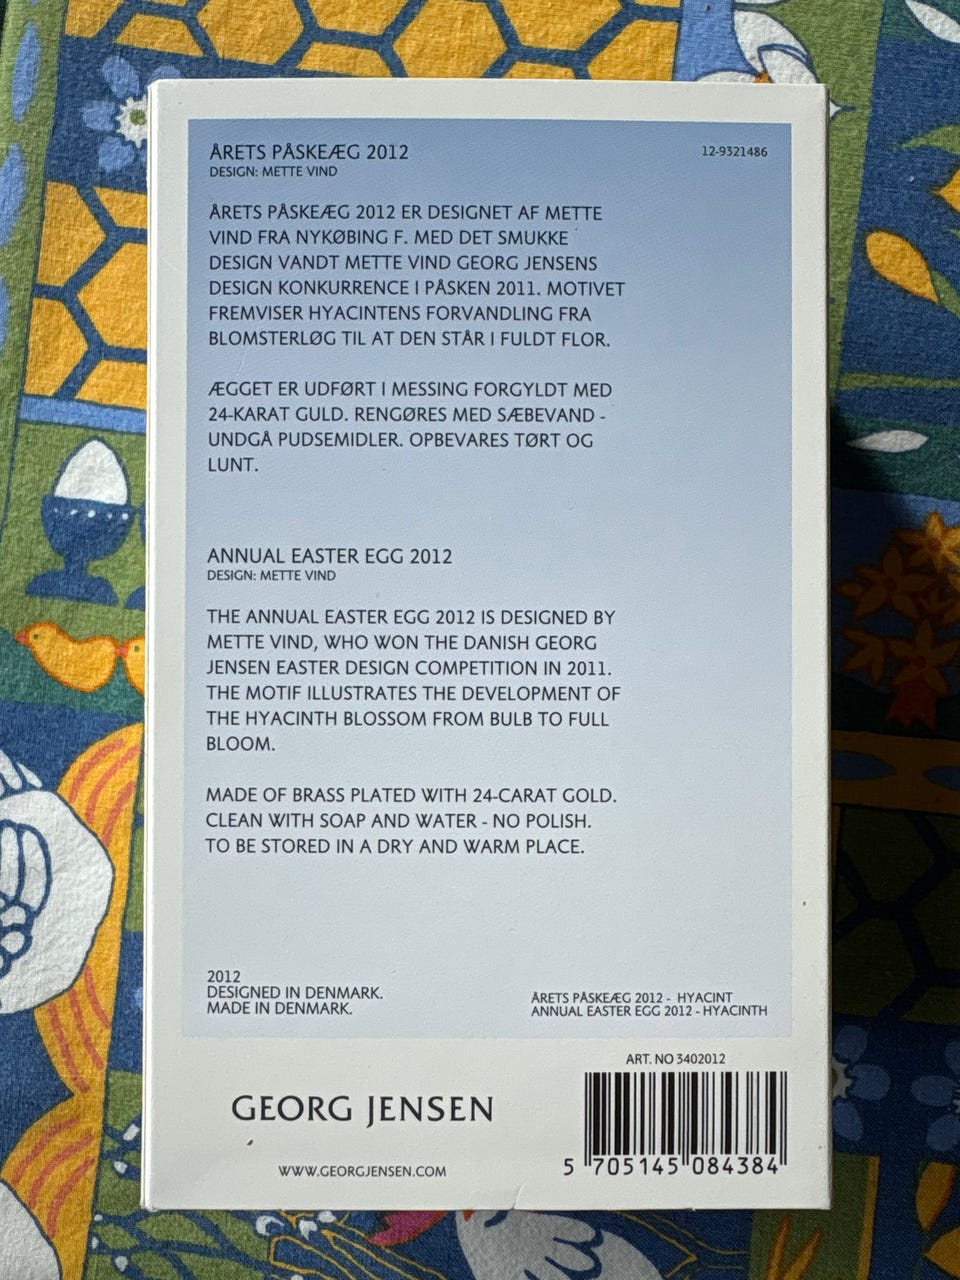 ÅRETS PÅSKEÆG 2012
12-9321486
DESIGN: METTE VIND
ÅRETS PÅSKEÆG 2012 ER DESIGNET AF METTE
VIND FRA NYKØBING F. MED DET SMUKKE
DESIGN VANDT METTE VIND GEORG JENSENS
DESIGN KONKURRENCE I PÅSKEN 2011. MOTIVET
FREMVISER HYACINTENS FORVANDLING FRA
BLOMSTERLØG TIL AT DEN STÅR I FULDT FLOR.
ÆGGET ER UDFØRT I MESSING FORGYLDT MED
24-KARAT GULD. RENGØRES MED SÆBEVAND -
UNDGÅ PUDSEMIDLER. OPBEVARES TØRT OG
LUNT.
ANNUAL EASTER EGG 2012
DESIGN: METTE VIND
THE ANNUAL EASTER EGG 2012 IS DESIGNED BY
METTE VIND, WHO WON THE DANISH GEORG
JENSEN EASTER DESIGN COMPETITION IN 2011.
THE MOTIF ILLUSTRATES THE DEVELOPMENT OF
THE HYACINTH BLOSSOM FROM BULB TO FULL
BLOOM.
MADE OF BRASS PLATED WITH 24-CARAT GOLD.
CLEAN WITH SOAP AND WATER - NO POLISH.
TO BE STORED IN A DRY AND WARM PLACE.
2012
DESIGNED IN DENMARK.
MADE IN DENMARK.
ÅRETS PÅSKEÆG 2012 - HYACINT
ANNUAL EASTER EGG 2012 - HYACINTH
ART. NO 3402012
GEORG JENSEN
WWW.GEORGJENSEN.COM
5 705145 084384